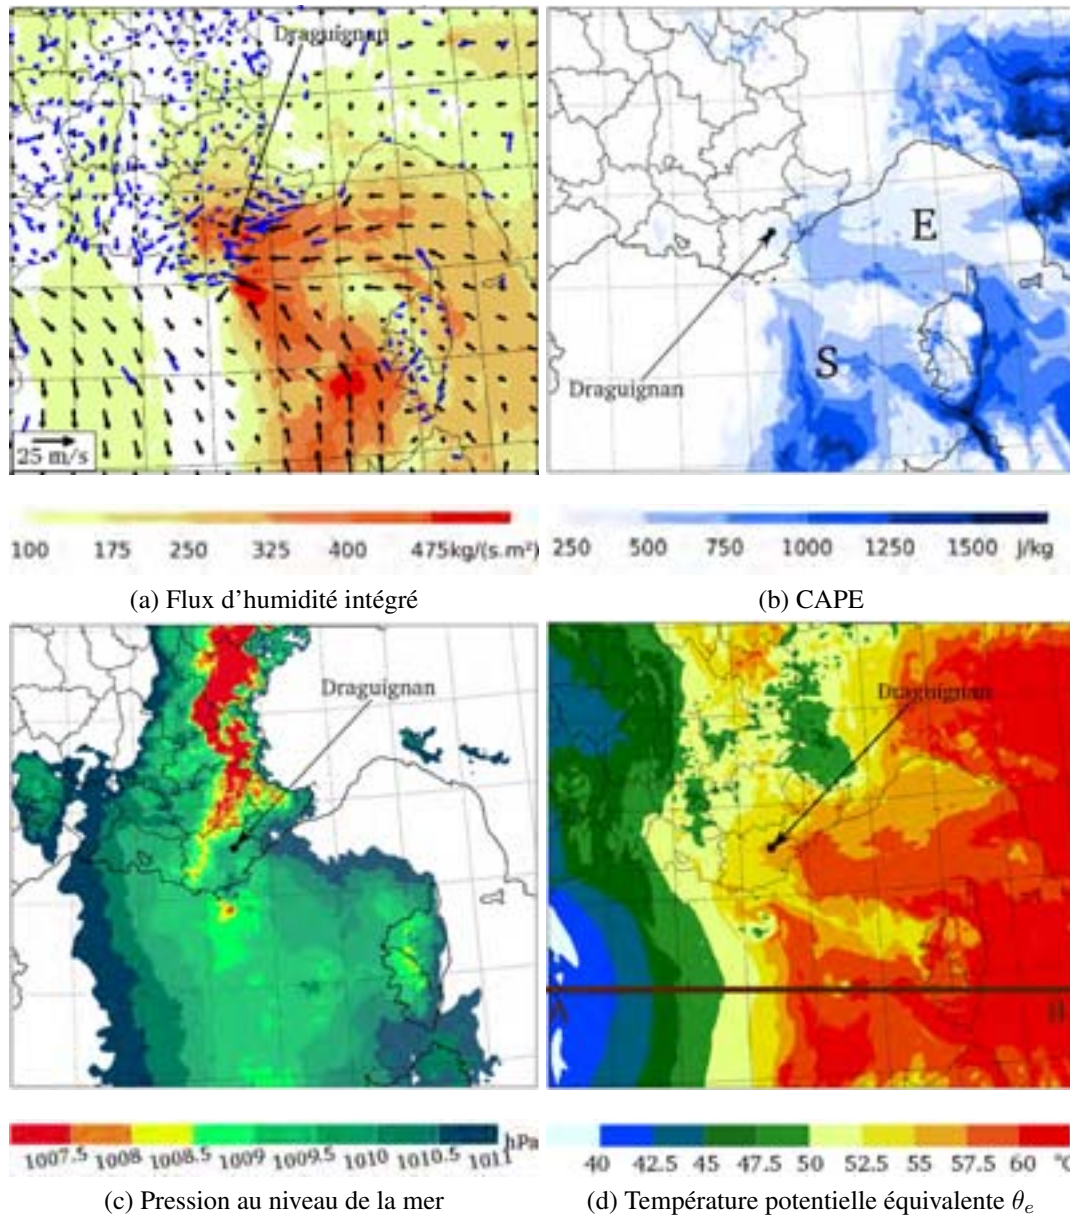 Draguignan
25 m/s
E
S
Draguignan
100 175 250 325 400 475kg/(s.m²)
250 500 750 1000 1250 1500 J/kg
(a) Flux d'humidité intégré
(b) CAPE
Draguignan
Draguignan
A B
1007.5 1008 1008.5 1009 1009.5 1010 1010.5 1011 hPa
40 42.5 45 47.5 50 52.5 55 57.5 60 °C
(c) Pression au niveau de la mer
(d) Température potentielle équivalente θₑ